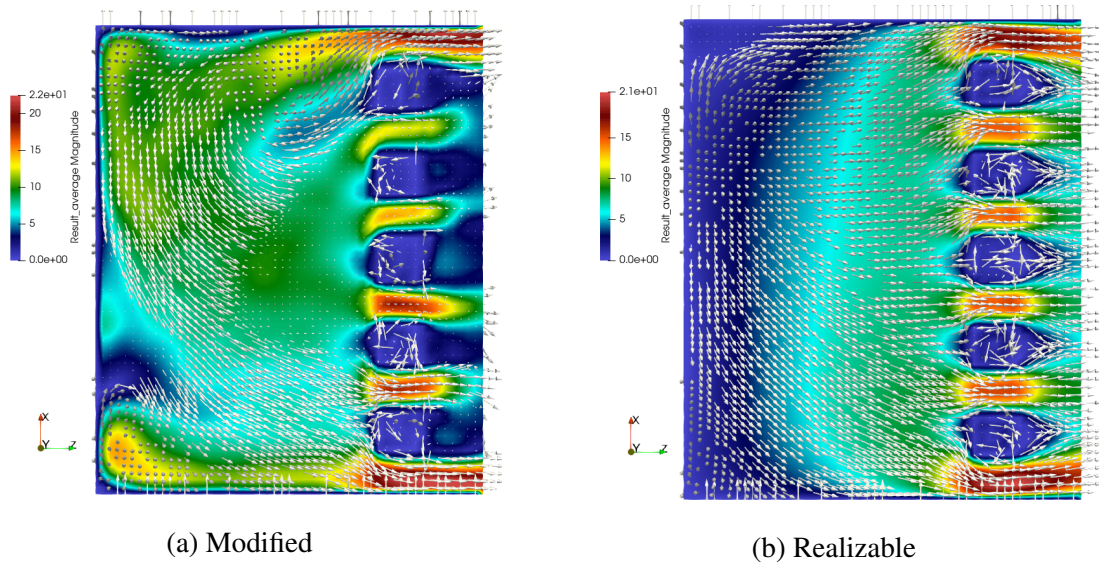 2.2e+01
20
15
10
5
0.0e+00
Result_average Magnitude
X
Y
Z
(a) Modified
2.1e+01
15
10
5
0.0e+00
Result_average Magnitude
X
Y
Z
(b) Realizable